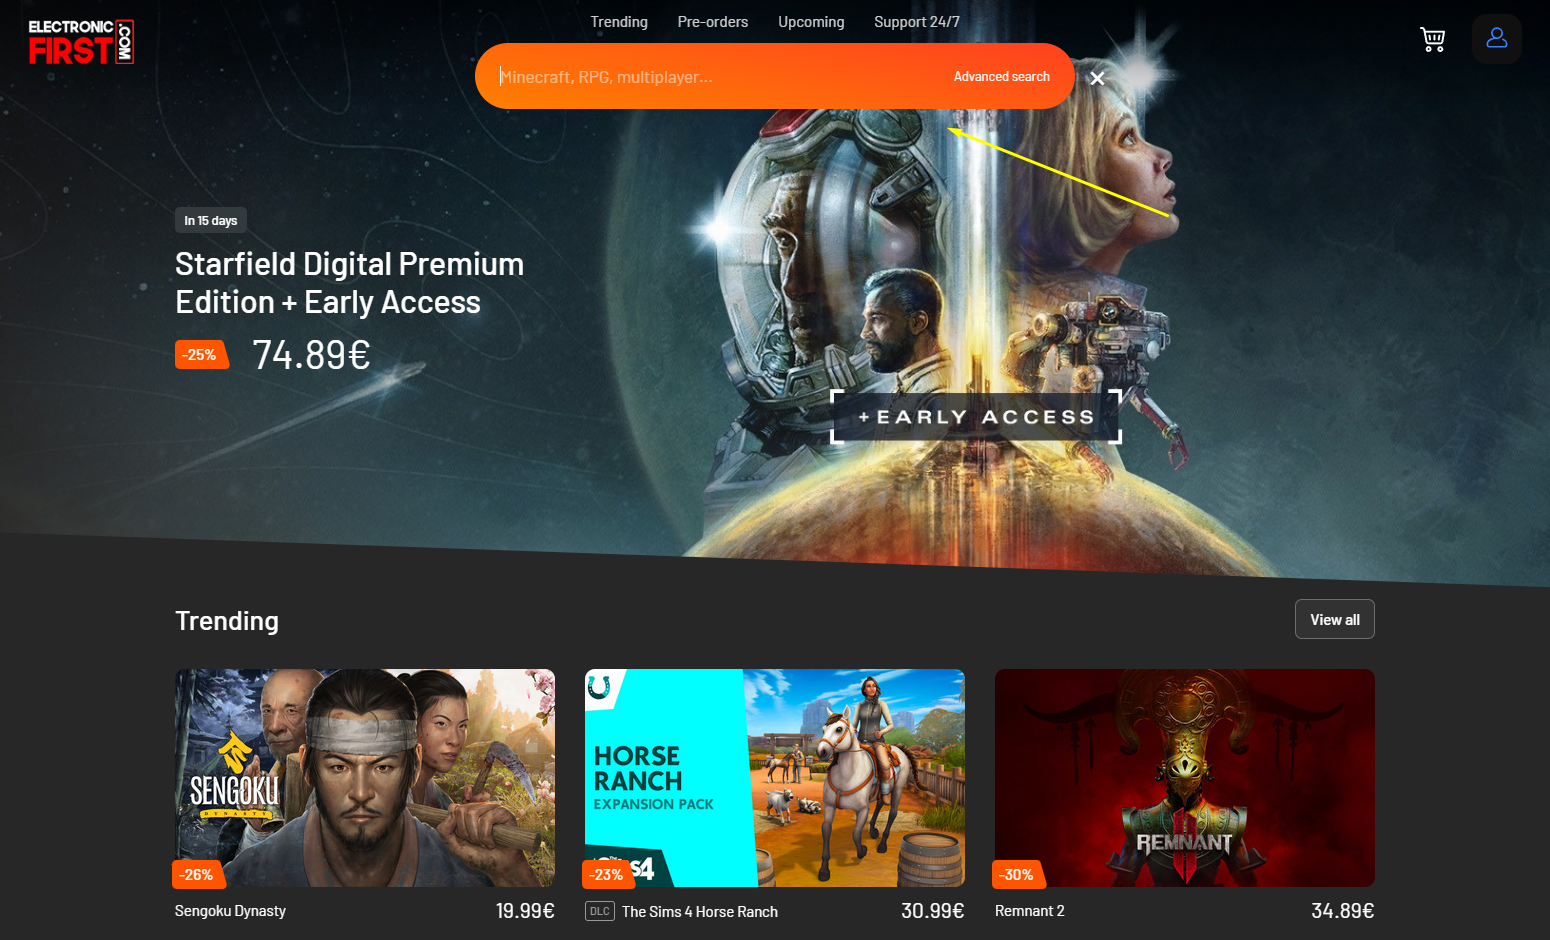 ELECTRONIC
FIRST
.COM
Trending Pre-orders Upcoming Support 24/7
Minecraft, RPG, multiplayer... Advanced search
In 15 days
Starfield Digital Premium
Edition + Early Access
-25% 74.89€
+EARLY ACCESS
Trending View all
SENGOKU
DYNASTY
-26%
Sengoku Dynasty 19.99€
HORSE
RANCH
EXPANSION PACK
-23%
DLC The Sims 4 Horse Ranch 30.99€
REMNANT
II
-30%
Remnant 2 34.89€